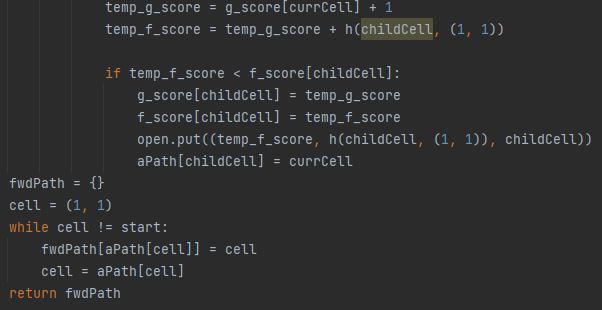 temp_g_score = g_score[currCell] + 1
temp_f_score = temp_g_score + h(childCell, (1, 1))
if temp_f_score < f_score[childCell]:
g_score[childCell] = temp_g_score
f_score[childCell] = temp_f_score
open.put((temp_f_score, h(childCell, (1, 1)), childCell))
aPath[childCell] = currCell
fwdPath = {}
cell = (1, 1)
while cell != start:
fwdPath[aPath[cell]] = cell
cell = aPath[cell]
return fwdPath